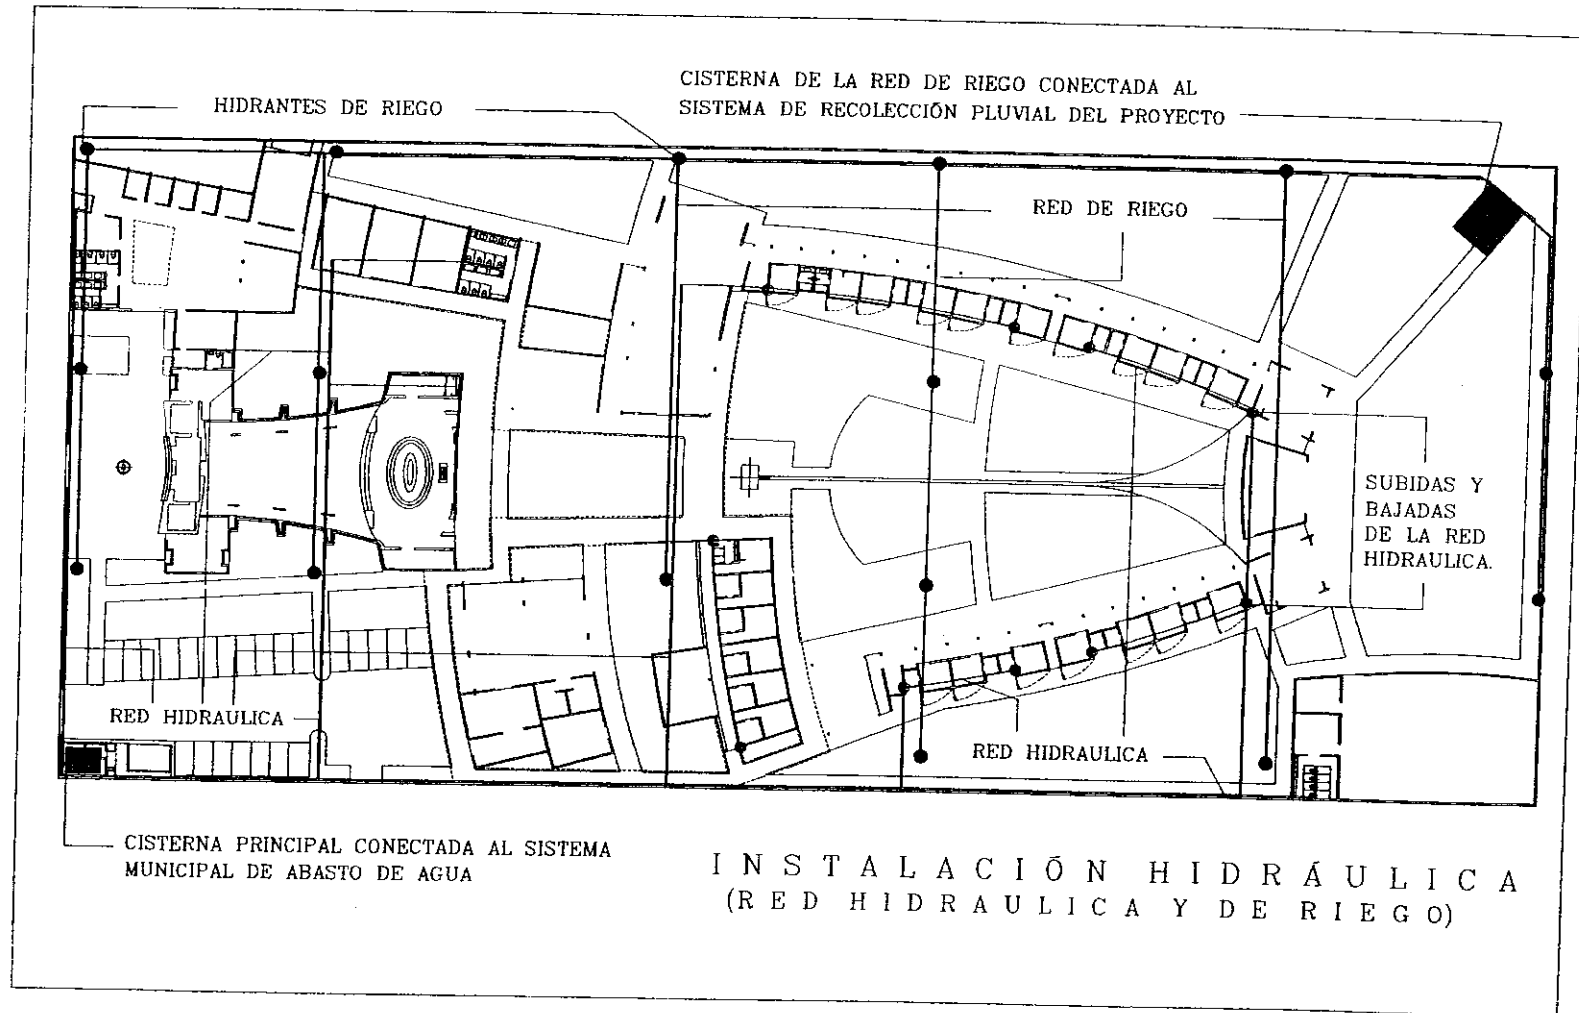 CISTERNA DE LA RED DE RIEGO CONECTADA AL
SISTEMA DE RECOLECCIÓN PLUVIAL DEL PROYECTO
HIDRANTES DE RIEGO
RED DE RIEGO
SUBIDAS Y
BAJADAS
DE LA RED
HIDRAULICA.
RED HIDRAULICA
RED HIDRAULICA
CISTERNA PRINCIPAL CONECTADA AL SISTEMA
MUNICIPAL DE ABASTO DE AGUA
INSTALACIÓN HIDRÁULICA
(RED HIDRAULICA Y DE RIEGO)